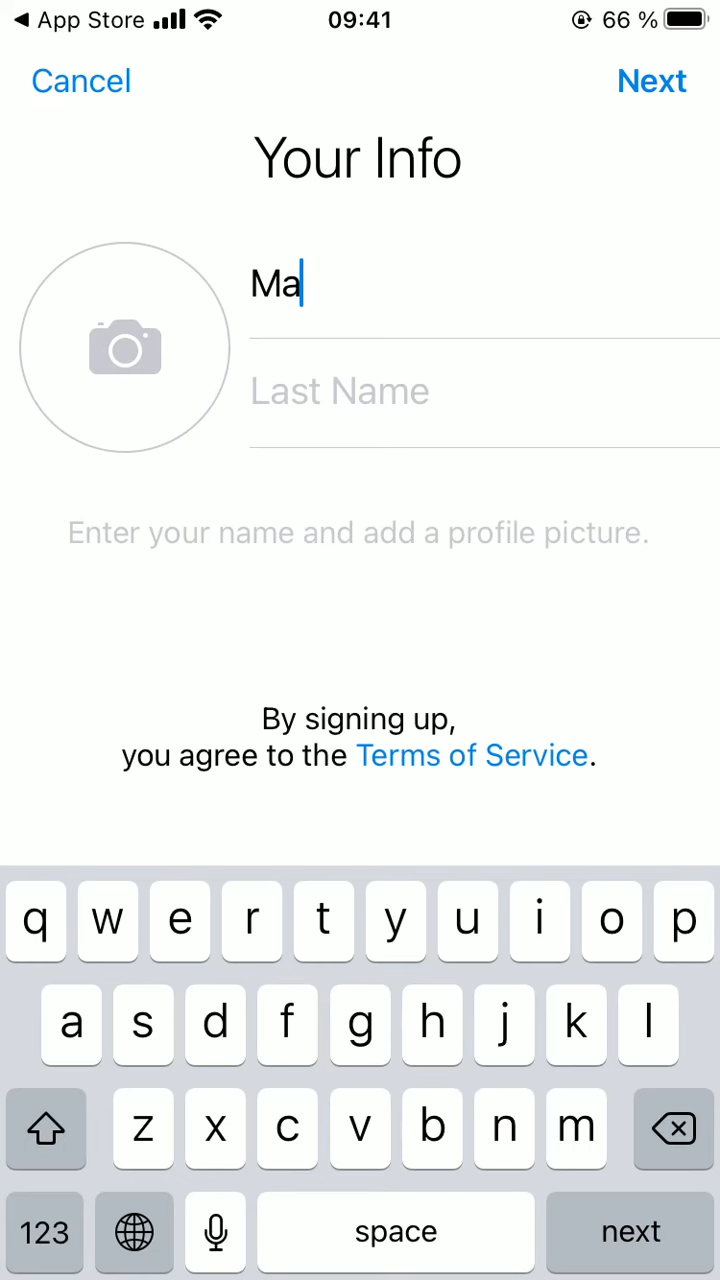 ◀ App Store 09:41 66 %
Cancel Next
Your Info
Ma
Last Name
Enter your name and add a profile picture.
By signing up,
you agree to the Terms of Service.
q w e r t y u i o p
a s d f g h j k l
z x c v b n m
123 space next